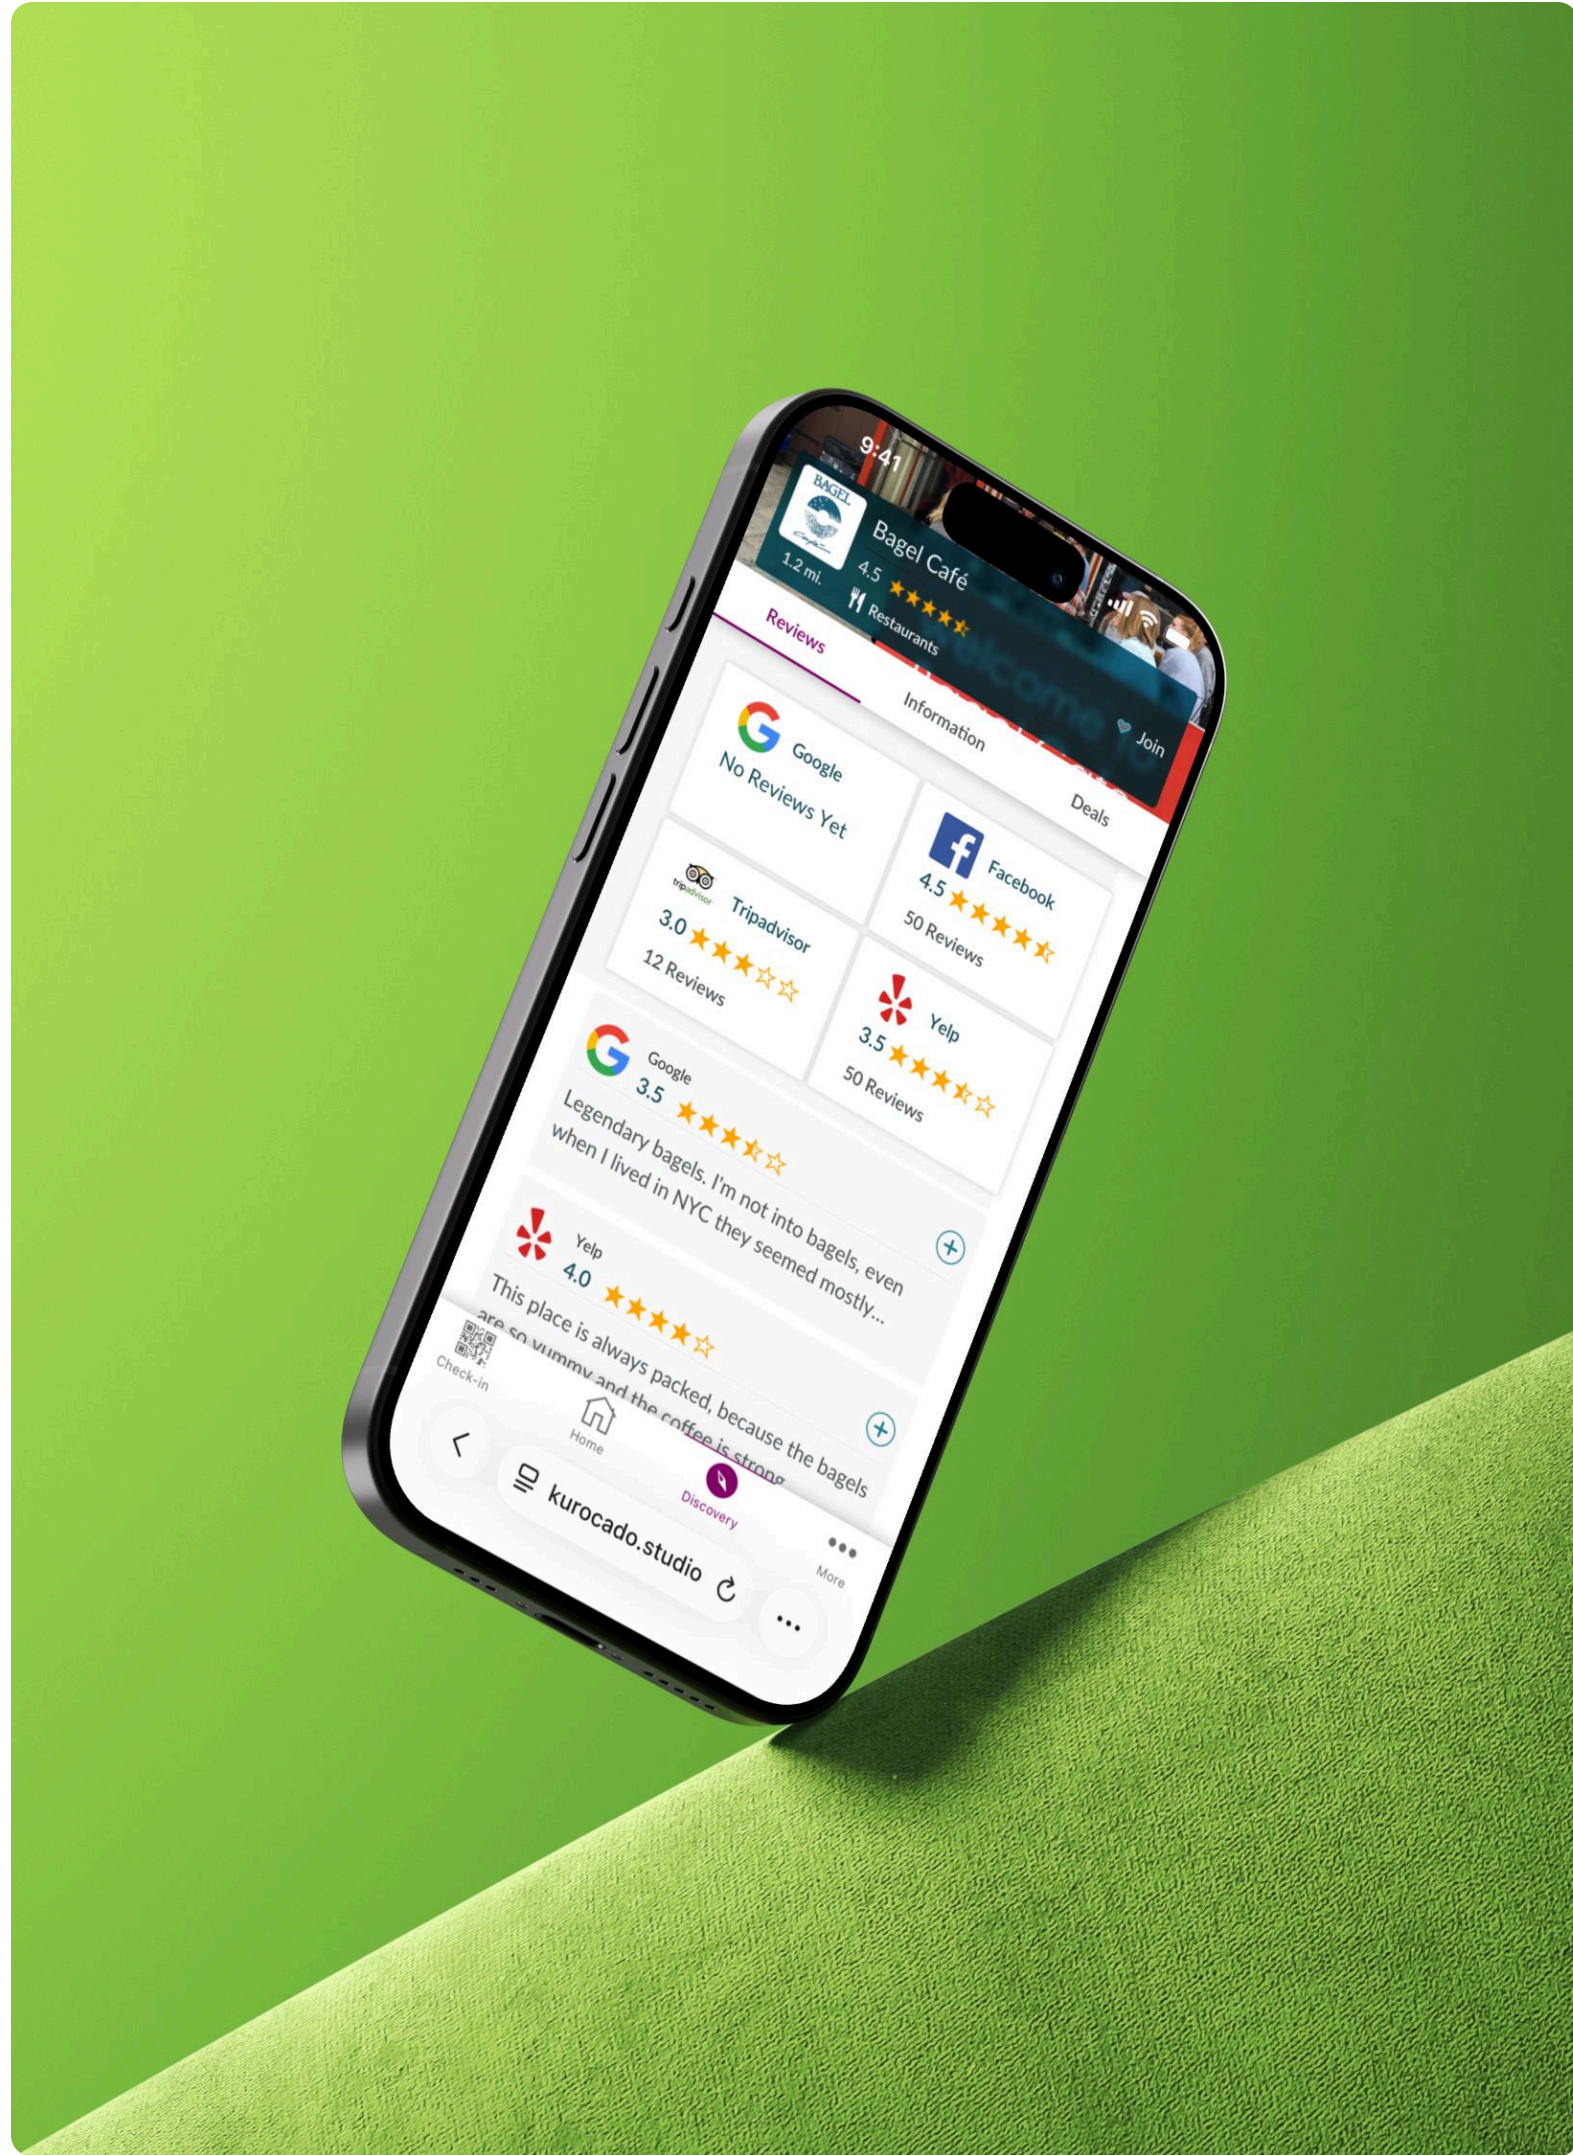 9:41
BAGEL
Café
Bagel Café
4.5
1.2 mi.
Restaurants
Join
Reviews
Information
Deals
Google
No Reviews Yet
Facebook
4.5
50 Reviews
tripadvisor
Tripadvisor
3.0
12 Reviews
Yelp
3.5
50 Reviews
Google
3.5
Legendary bagels. I'm not into bagels, even
when I lived in NYC they seemed mostly...
Yelp
4.0
This place is always packed, because the bagels
are so yummy and the coffee is strong
Check-in
Home
Discovery
More
kurocado.studio